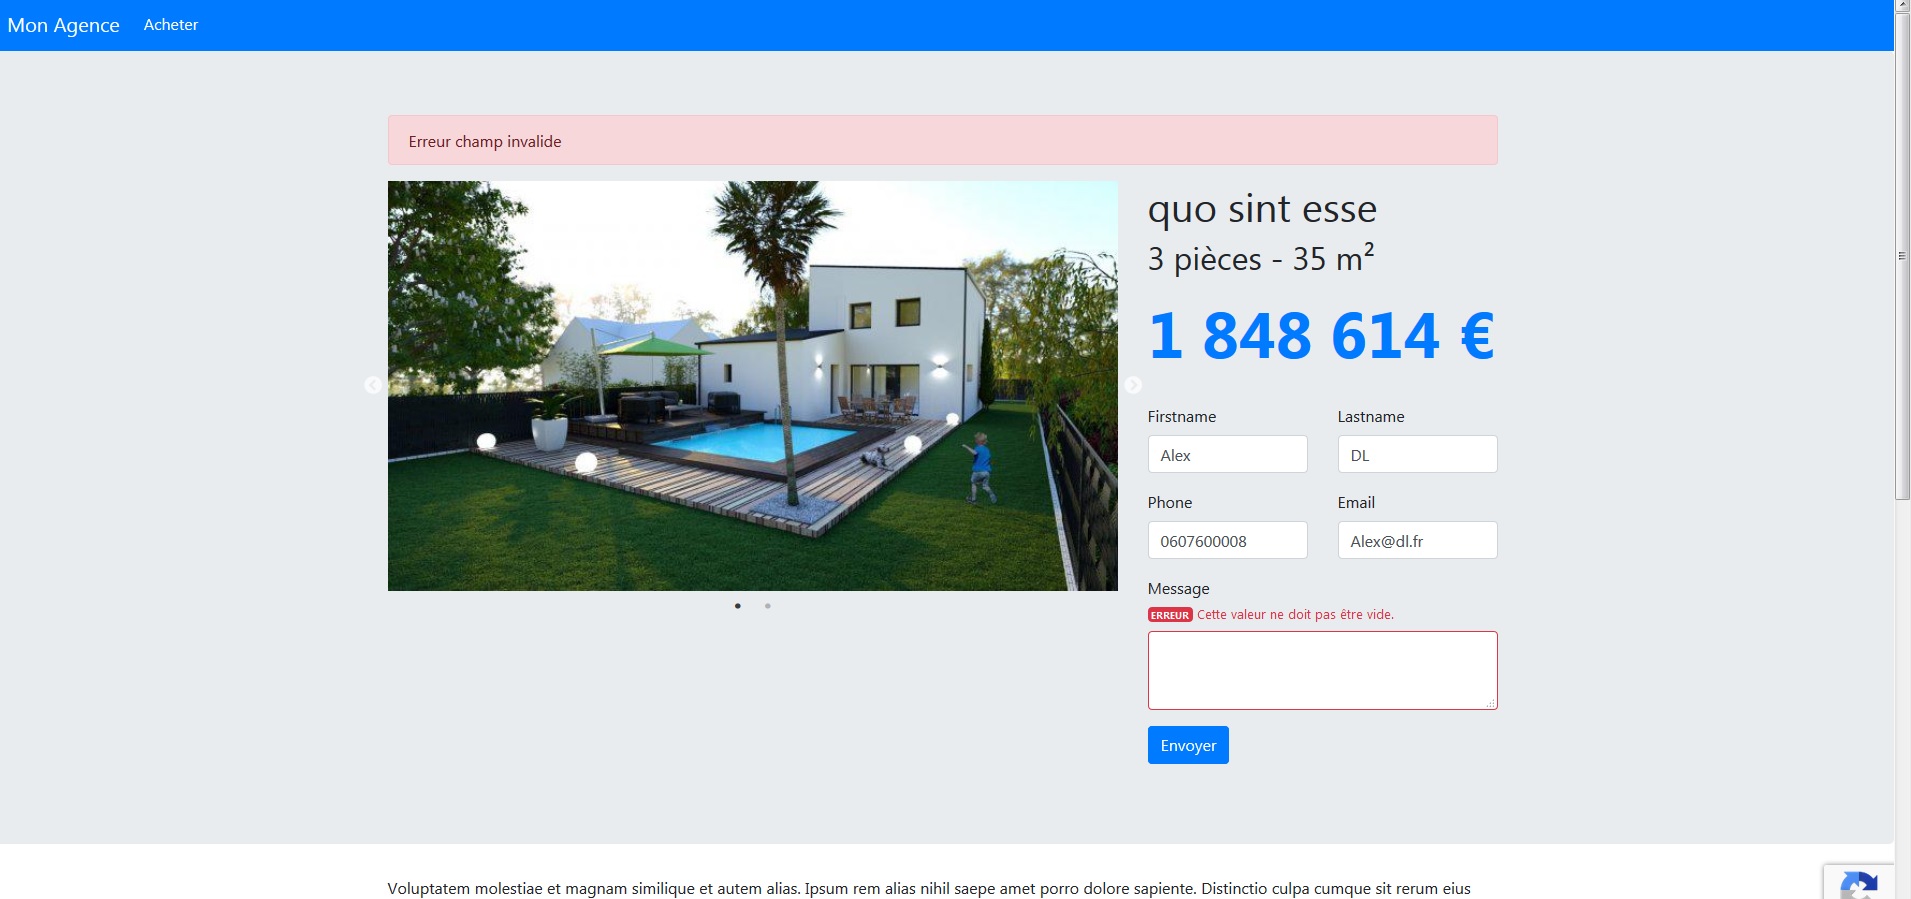 Mon Agence Acheter
Erreur champ invalide
quo sint esse
3 pièces - 35 m²
1 848 614 €
Firstname Lastname
Alex DL
Phone Email
0607600008 Alex@dl.fr
Message
ERREUR Cette valeur ne doit pas être vide.
Envoyer
Voluptatem molestiae et magnam similique et autem alias. Ipsum rem alias nihil saepe amet porro dolore sapiente. Distinctio culpa cumque sit rerum eius